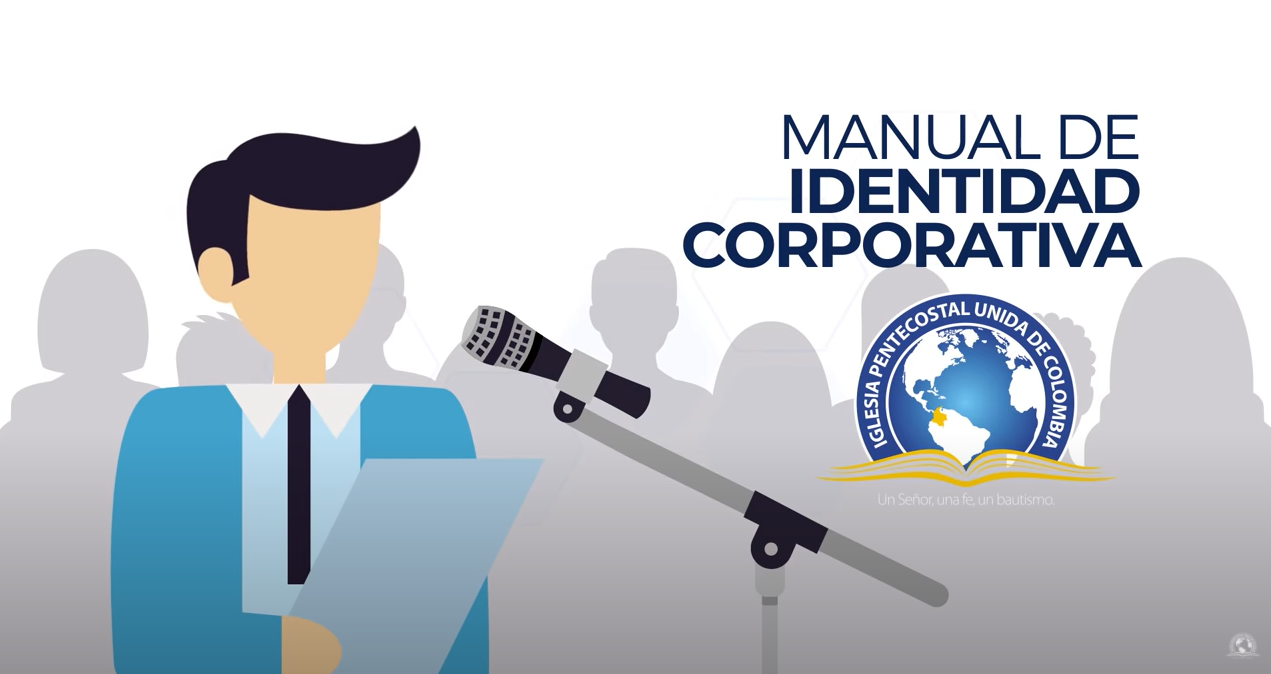 MANUAL DE
IDENTIDAD
CORPORATIVA
IGLESIA PENTECOSTAL UNIDA DE COLOMBIA
Un Señor, una fe, un bautismo.